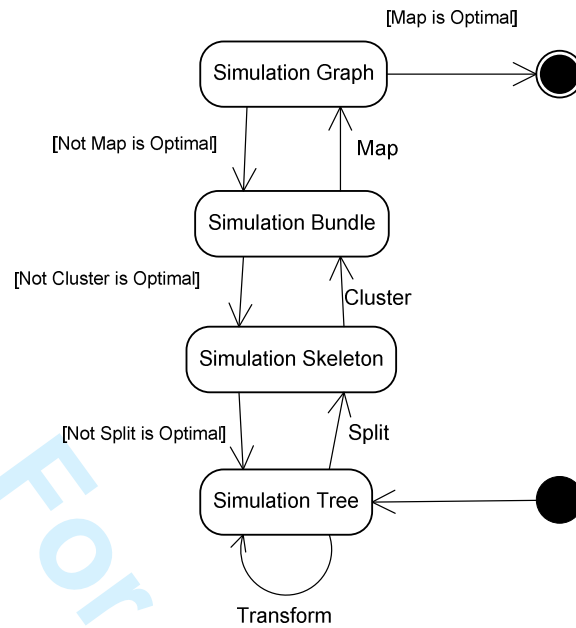 [Map is Optimal]
Simulation Graph
[Not Map is Optimal]
Map
Simulation Bundle
[Not Cluster is Optimal]
Cluster
Simulation Skeleton
[Not Split is Optimal]
Split
Simulation Tree
Transform
For